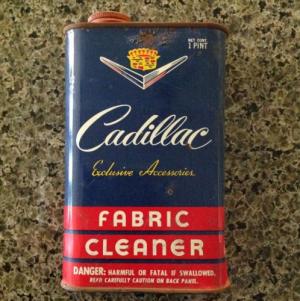 NET CONT.
1 PINT
Cadillac
Exclusive Accessories
FABRIC
CLEANER
DANGER: HARMFUL OR FATAL IF SWALLOWED.
READ CAREFULLY CAUTION ON BACK PANEL.